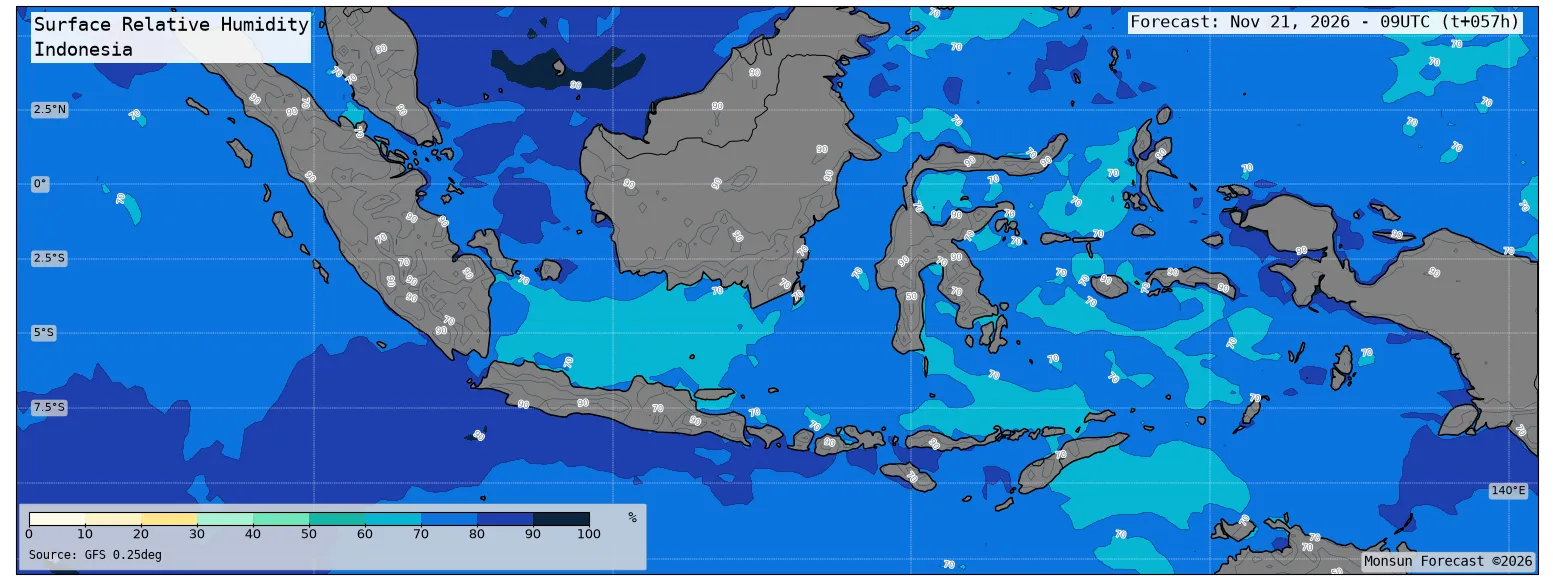 Surface Relative Humidity
Indonesia
Forecast: Nov 21, 2026 - 09UTC (t+057h)
2.5°N
0°
2.5°S
5°S
7.5°S
140°E
0 10 20 30 40 50 60 70 80 90 100
%
Source: GFS 0.25deg
Monsun Forecast ©2026